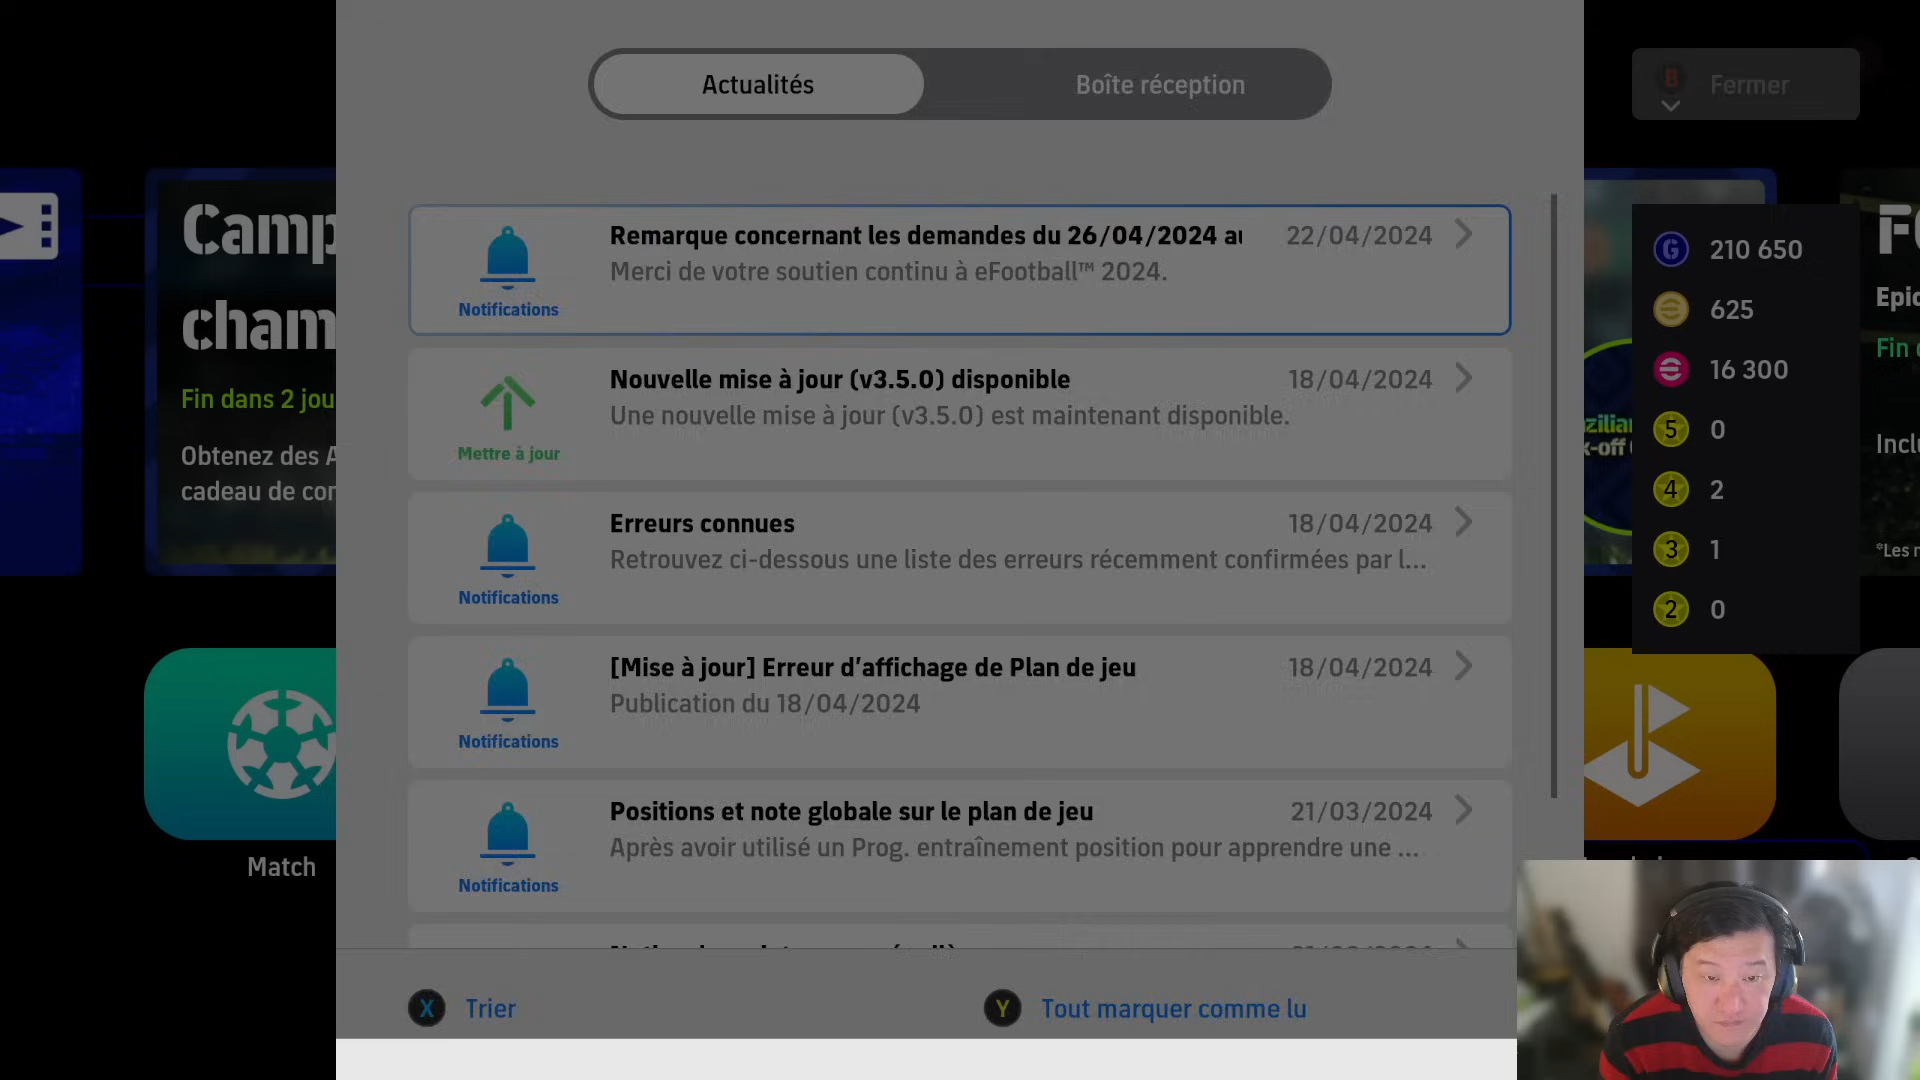 Actualités
Boîte réception
B Fermer
Remarque concernant les demandes du 26/04/2024 au
22/04/2024
Merci de votre soutien continu à eFootball™ 2024.
Notifications
Nouvelle mise à jour (v3.5.0) disponible
18/04/2024
Une nouvelle mise à jour (v3.5.0) est maintenant disponible.
Mettre à jour
Erreurs connues
18/04/2024
Retrouvez ci-dessous une liste des erreurs récemment confirmées par l...
Notifications
[Mise à jour] Erreur d’affichage de Plan de jeu
18/04/2024
Publication du 18/04/2024
Notifications
Positions et note globale sur le plan de jeu
21/03/2024
Après avoir utilisé un Prog. entraînement position pour apprendre une ...
Notifications
X Trier
Y Tout marquer comme lu
Camp
cham
Fin dans 2 jou
Obtenez des A
cadeau de cor
Match
G 210 650
625
16 300
5 0
4 2
3 1
2 0
Epic
Fin
Inclu
*Les